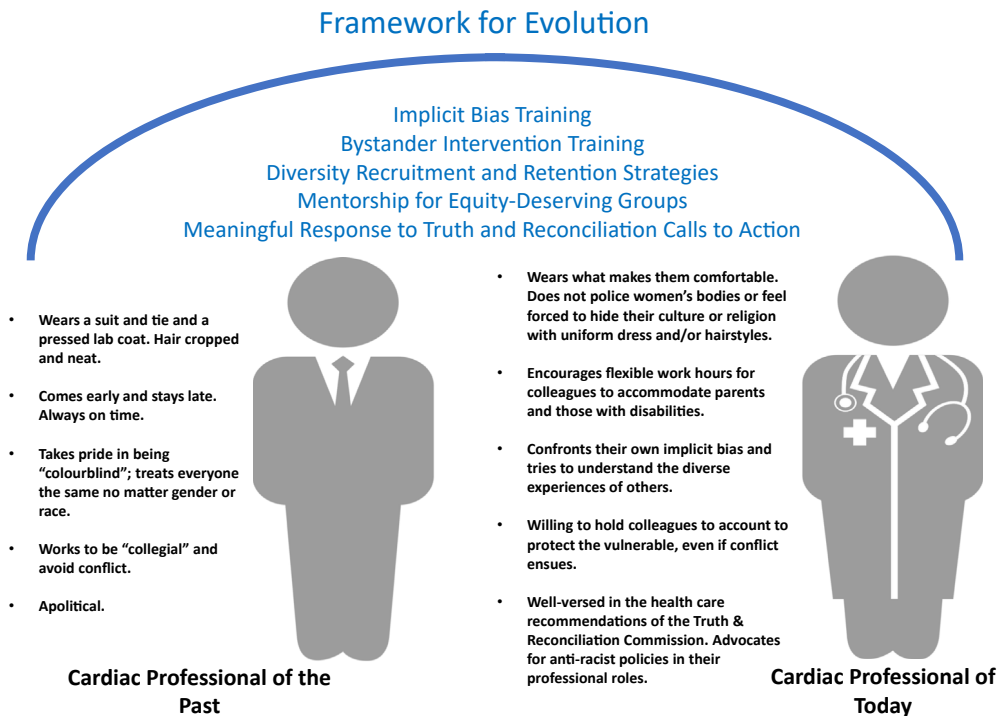 Framework for Evolution
Implicit Bias Training
Bystander Intervention Training
Diversity Recruitment and Retention Strategies
Mentorship for Equity-Deserving Groups
Meaningful Response to Truth and Reconciliation Calls to Action
• Wears a suit and tie and a
pressed lab coat. Hair cropped
and neat.
• Comes early and stays late.
Always on time.
• Takes pride in being
“colourblind”; treats everyone
the same no matter gender or
race.
• Works to be “collegial” and
avoid conflict.
• Apolitical.
Cardiac Professional of the
Past
• Wears what makes them comfortable.
Does not police women’s bodies or feel
forced to hide their culture or religion
with uniform dress and/or hairstyles.
• Encourages flexible work hours for
colleagues to accommodate parents
and those with disabilities.
• Confronts their own implicit bias and
tries to understand the diverse
experiences of others.
• Willing to hold colleagues to account to
protect the vulnerable, even if conflict
ensues.
• Well-versed in the health care
recommendations of the Truth &
Reconciliation Commission. Advocates
for anti-racist policies in their
professional roles.
Cardiac Professional of
Today